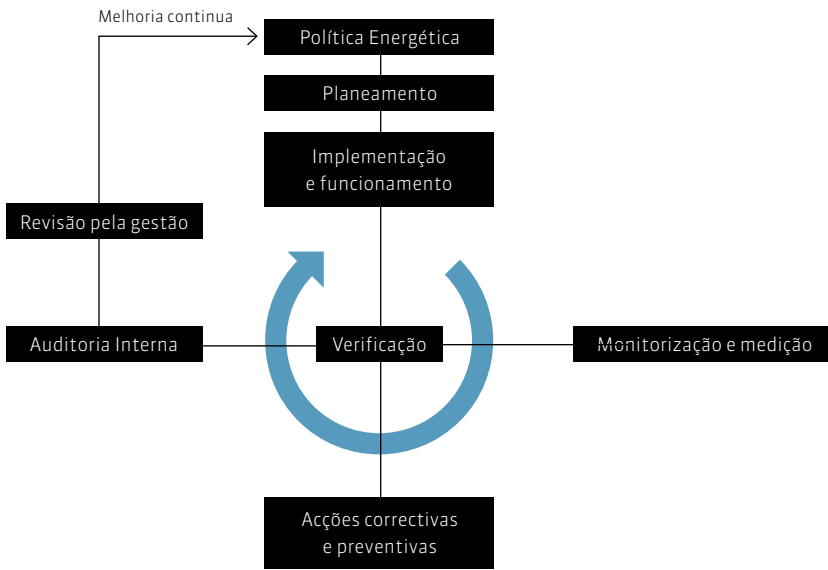 Melhoria continua
Política Energética
Planeamento
Implementação
e funcionamento
Revisão pela gestão
Auditoria Interna
Verificação
Monitorização e medição
Acções correctivas
e preventivas